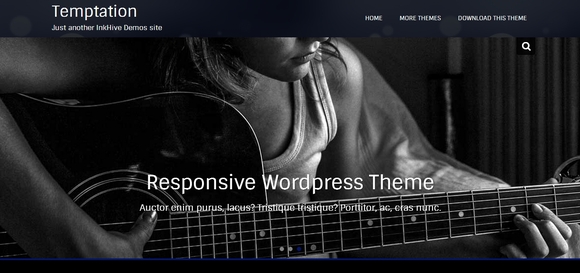 Temptation
Just another InkHive Demos site
HOME MORE THEMES DOWNLOAD THIS THEME
Responsive Wordpress Theme
Auctor enim purus, lacus? Tristique tristique? Porttitor, ac, cras nunc.